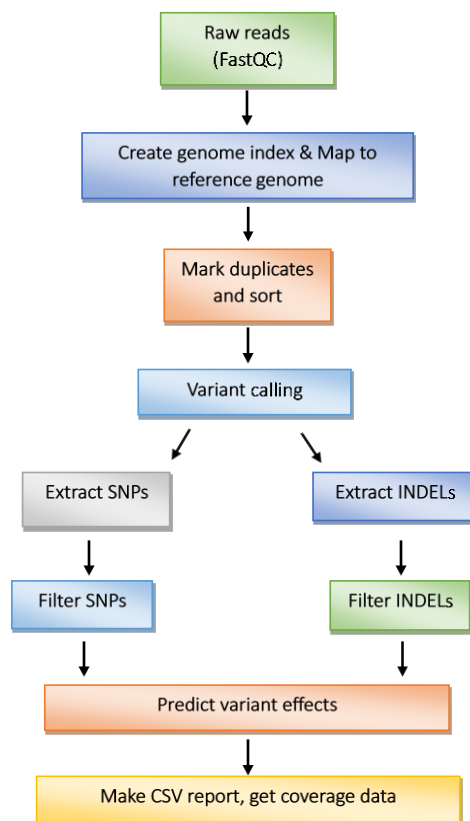 Raw reads
(FastQC)
Create genome index & Map to
reference genome
Mark duplicates
and sort
Variant calling
Extract SNPs
Extract INDELs
Filter SNPs
Filter INDELs
Predict variant effects
Make CSV report, get coverage data